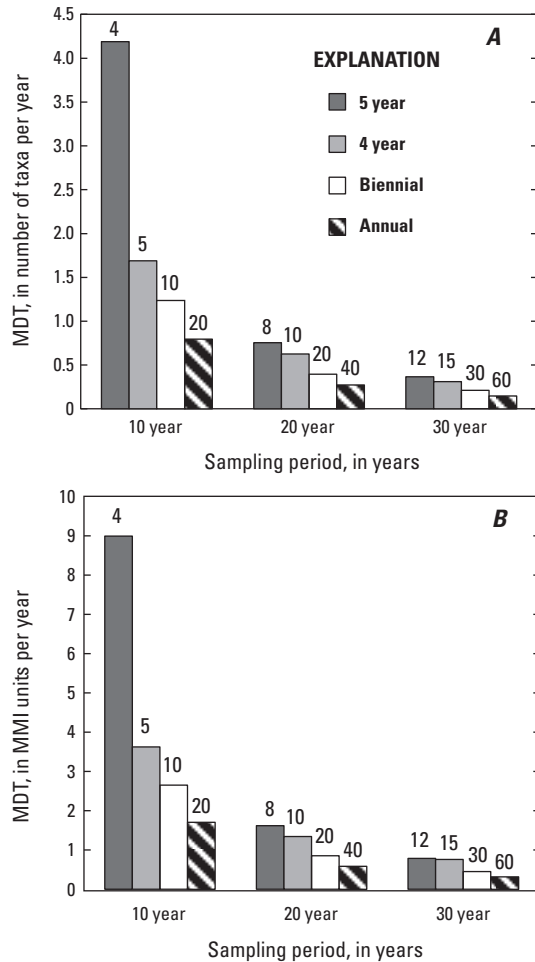 A
EXPLANATION
5 year
4 year
Biennial
Annual
MDT, in number of taxa per year
4.5
4.0
3.5
3.0
2.5
2.0
1.5
1.0
0.5
0
4
5
10
20
8
10
20
40
12
15
30
60
10 year
20 year
30 year
Sampling period, in years
B
MDT, in MMI units per year
10
9
8
7
6
5
4
3
2
1
0
4
5
10
20
8
10
20
40
12
15
30
60
10 year
20 year
30 year
Sampling period, in years